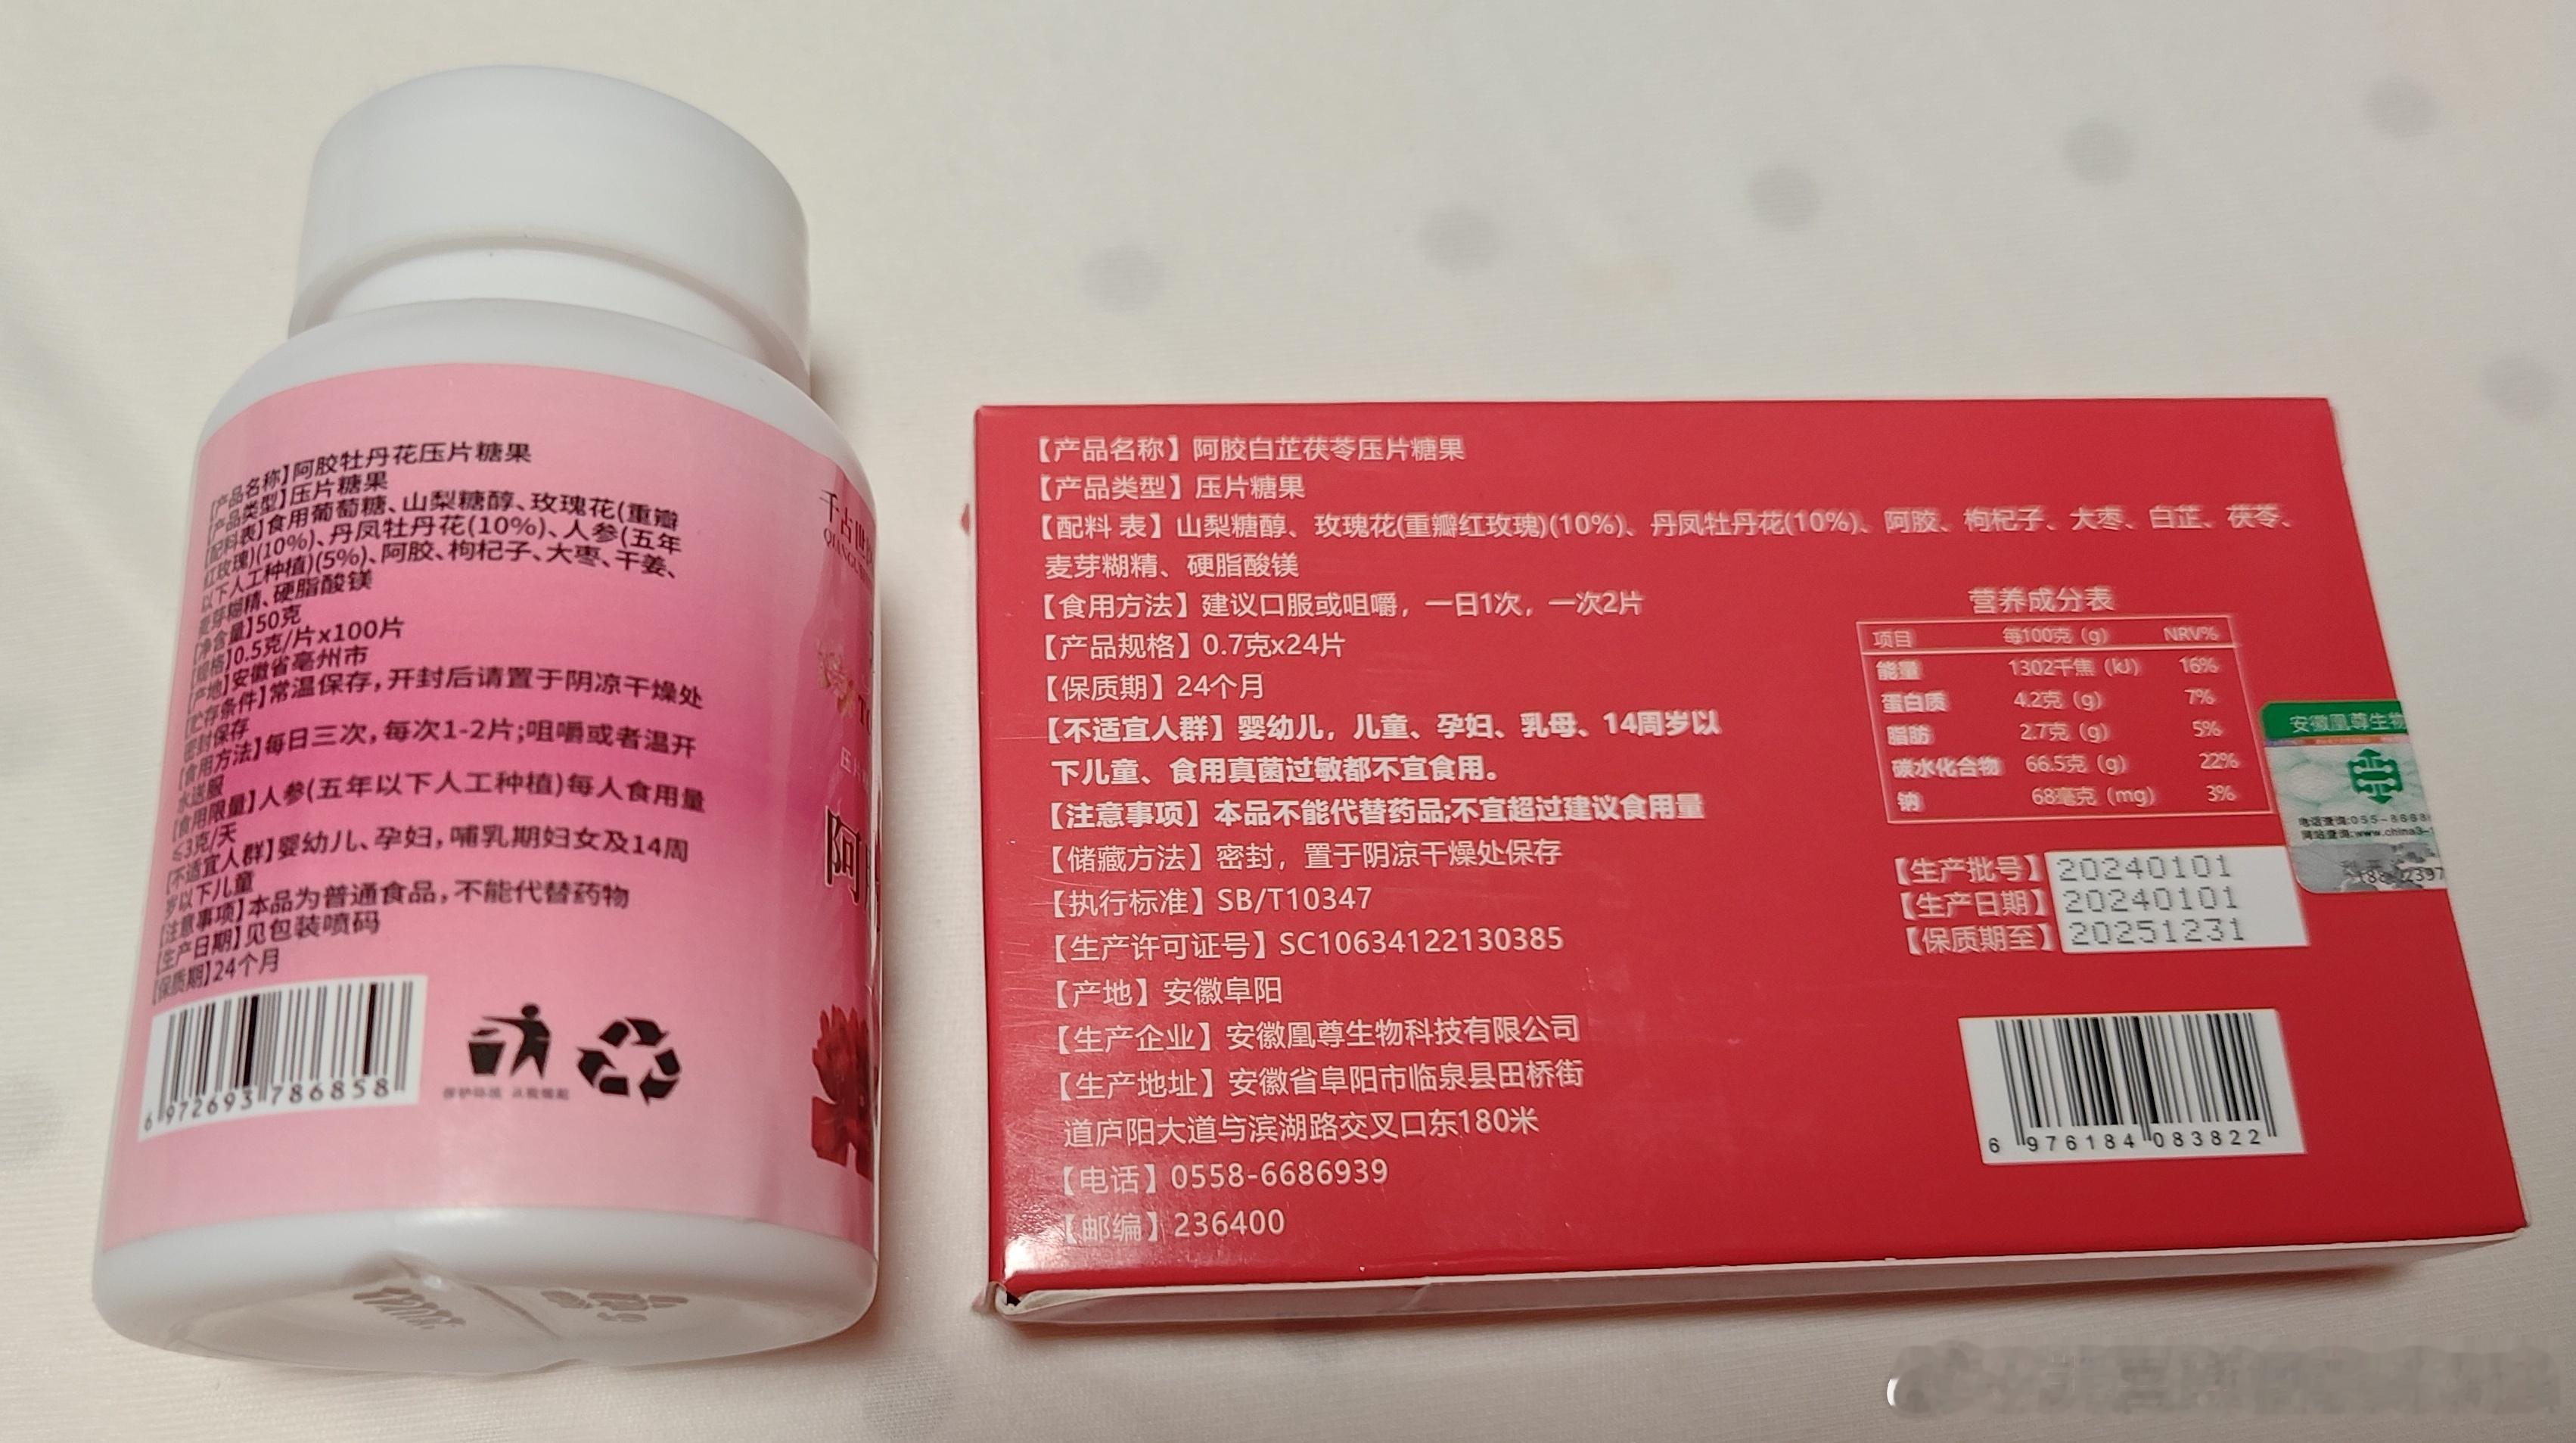 【产品名称】阿胶牡丹花压片糖果
【产品类型】压片糖果
【配料表】食用葡萄糖、山梨糖醇、玫瑰花(重瓣
红玫瑰)(10%)、丹凤牡丹花(10%)、人参(五年
以下人工种植)(5%)、阿胶、枸杞子、大枣、干姜、
麦芽糊精、硬脂酸镁
【净含量】50克
【规格】0.5克/片x100片
【产地】安徽省亳州市
【贮存条件】常温保存,开封后请置于阴凉干燥处
密封保存
【食用方法】每日三次,每次1-2片;咀嚼或者温开
水送服
【食用限量】人参(五年以下人工种植)每人食用量
≤3克/天
【不适宜人群】婴幼儿、孕妇,哺乳期妇女及14周
岁以下儿童
【注意事项】本品为普通食品,不能代替药物
【生产日期】见包装喷码
【保质期】24个月
6 972693 786858
千古世
阿
【产品名称】阿胶白芷茯苓压片糖果
【产品类型】压片糖果
【配料 表】山梨糖醇、玫瑰花(重瓣红玫瑰)(10%)、丹凤牡丹花(10%)、阿胶、枸杞子、大枣、白芷、茯苓、
麦芽糊精、硬脂酸镁
【食用方法】建议口服或咀嚼，一日1次，一次2片
【产品规格】0.7克x24片
【保质期】24个月
【不适宜人群】婴幼儿，儿童、孕妇、乳母、14周岁以
下儿童、食用真菌过敏都不宜食用。
【注意事项】本品不能代替药品;不宜超过建议食用量
【储藏方法】密封，置于阴凉干燥处保存
【执行标准】SB/T10347
【生产许可证号】SC10634122130385
【产地】安徽阜阳
【生产企业】安徽凰尊生物科技有限公司
【生产地址】安徽省阜阳市临泉县田桥街
道庐阳大道与滨湖路交叉口东180米
【电话】0558-6686939
【邮编】236400
营养成分表
项目 每100克（g） NRV%
能量 1302千焦（kJ） 16%
蛋白质 4.2克（g） 7%
脂肪 2.7克（g） 5%
碳水化合物 66.5克（g） 22%
钠 68毫克（mg） 3%
安徽凰尊生物
【生产批号】20240101
【生产日期】20240101
【保质期至】20251231
6 976184 083822